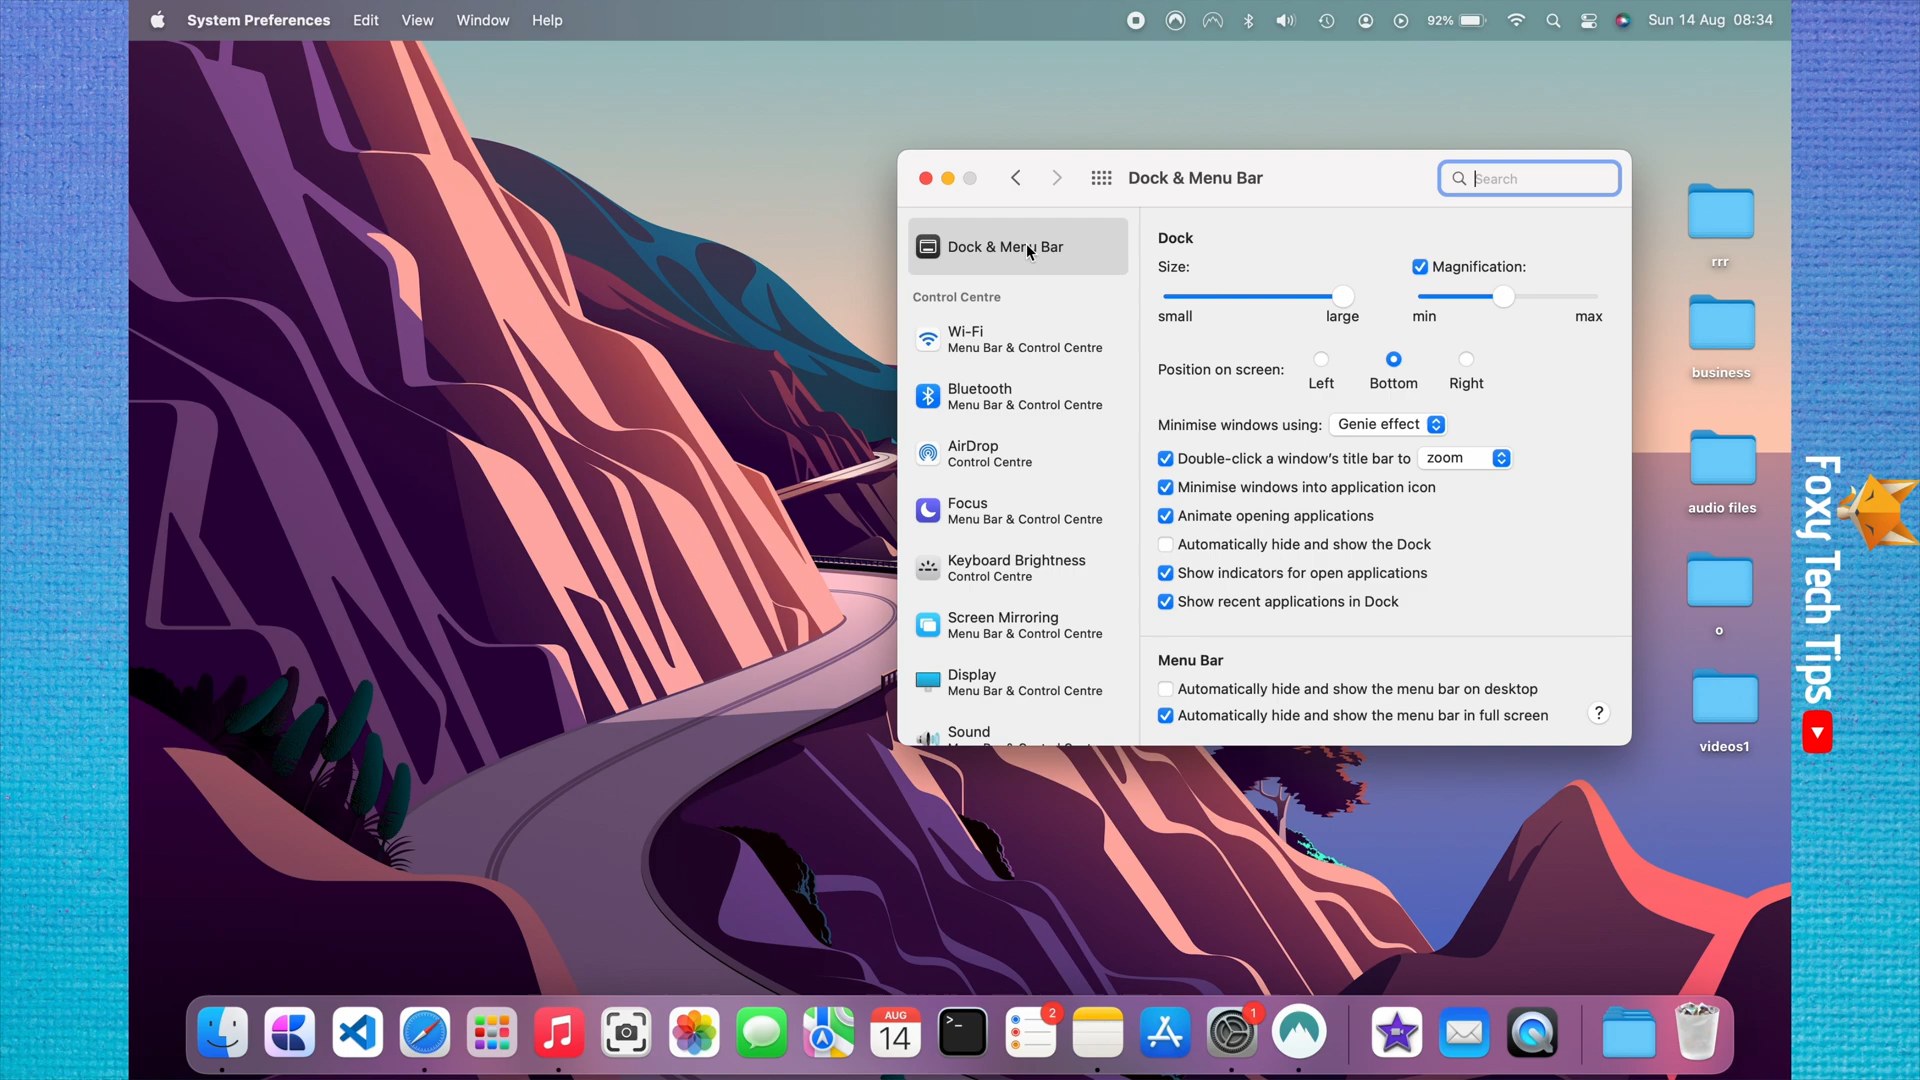 System Preferences Edit View Window Help 92% Sun 14 Aug 08:34
Dock & Menu Bar
Search
Dock & Menu Bar
Control Centre
Wi-Fi
Menu Bar & Control Centre
Bluetooth
Menu Bar & Control Centre
AirDrop
Control Centre
Focus
Menu Bar & Control Centre
Keyboard Brightness
Control Centre
Screen Mirroring
Menu Bar & Control Centre
Display
Menu Bar & Control Centre
Sound
Dock
Size:
Magnification:
small large
min max
Position on screen:
Left Bottom Right
Minimise windows using: Genie effect
Double-click a window's title bar to zoom
Minimise windows into application icon
Animate opening applications
Automatically hide and show the Dock
Show indicators for open applications
Show recent applications in Dock
Menu Bar
Automatically hide and show the menu bar on desktop
Automatically hide and show the menu bar in full screen
?
rrr
business
audio files
o
videos1
Foxy Tech Tips
AUG
14
>_
2
1